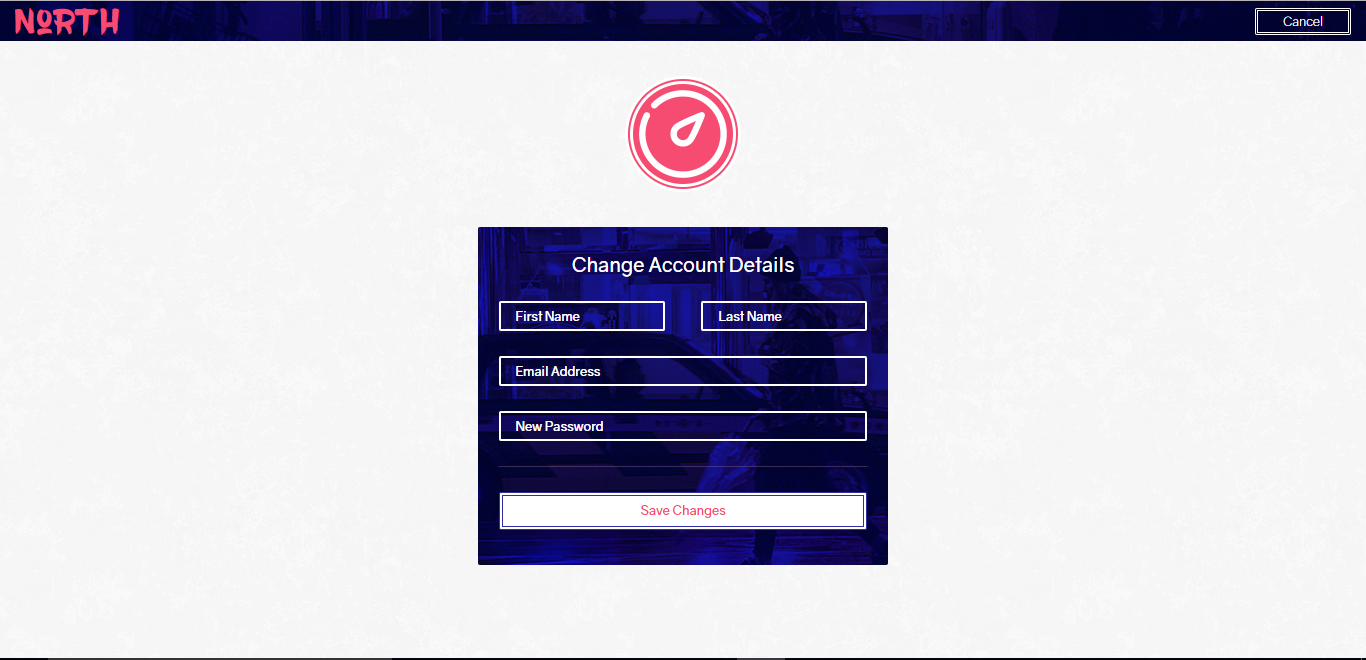 NORTH
Cancel
Change Account Details
First Name
Last Name
Email Address
New Password
Save Changes